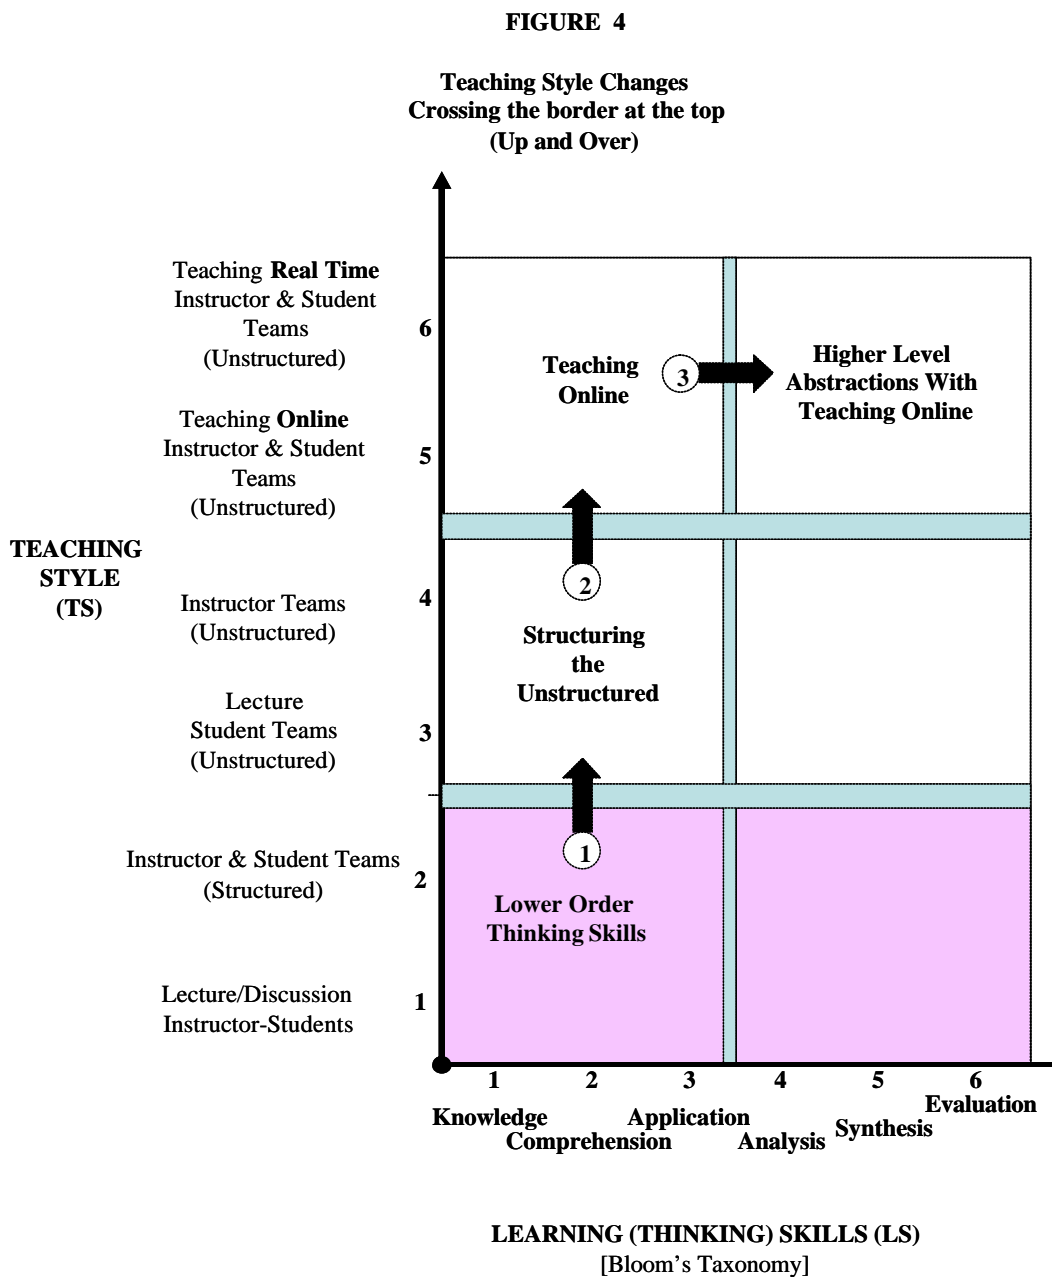 FIGURE 4
Teaching Style Changes
Crossing the border at the top
(Up and Over)
Teaching Real Time
Instructor & Student
Teams
(Unstructured)
6
Teaching
Online
3
Higher Level
Abstractions With
Teaching Online
Teaching Online
Instructor & Student
Teams
(Unstructured)
5
TEACHING
STYLE
(TS)
Instructor Teams
(Unstructured)
4
2
Structuring
the
Unstructured
Lecture
Student Teams
(Unstructured)
3
Instructor & Student Teams
(Structured)
2
1
Lower Order
Thinking Skills
Lecture/Discussion
Instructor-Students
1
1 2 3 4 5 6
Knowledge
Comprehension
Application
Analysis
Synthesis
Evaluation
LEARNING (THINKING) SKILLS (LS)
[Bloom's Taxonomy]